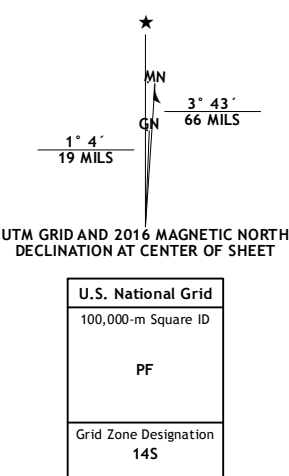 ★
MN
3° 43´
66 MILS
GN
1° 4´
19 MILS
UTM GRID AND 2016 MAGNETIC NORTH
DECLINATION AT CENTER OF SHEET
U.S. National Grid
100,000-m Square ID
PF
Grid Zone Designation
14S